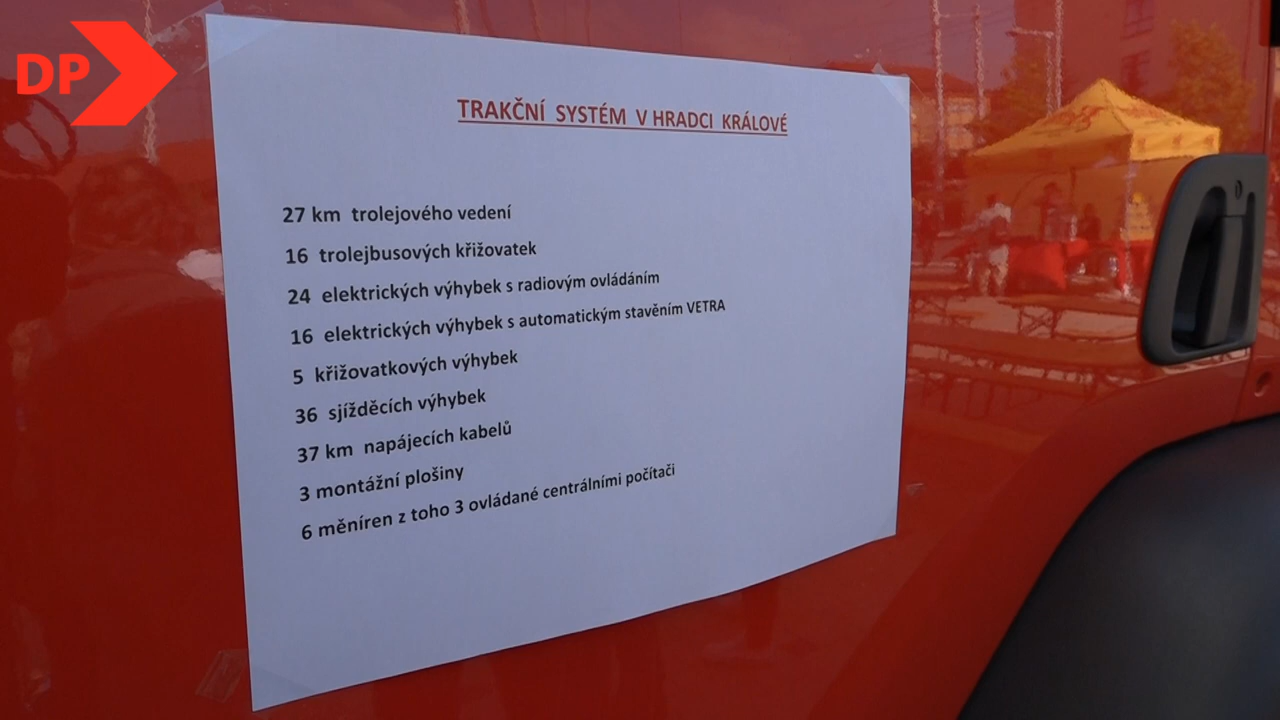 DP
TRAKČNÍ SYSTÉM V HRADCI KRÁLOVÉ
27 km trolejového vedení
16 trolejbusových křižovatek
24 elektrických výhybek s radiovým ovládáním
16 elektrických výhybek s automatickým stavěním VETRA
5 křižovatkových výhybek
36 sjížděcích výhybek
37 km napájecích kabelů
3 montážní plošiny
6 měníren z toho 3 ovládané centrálními počítači